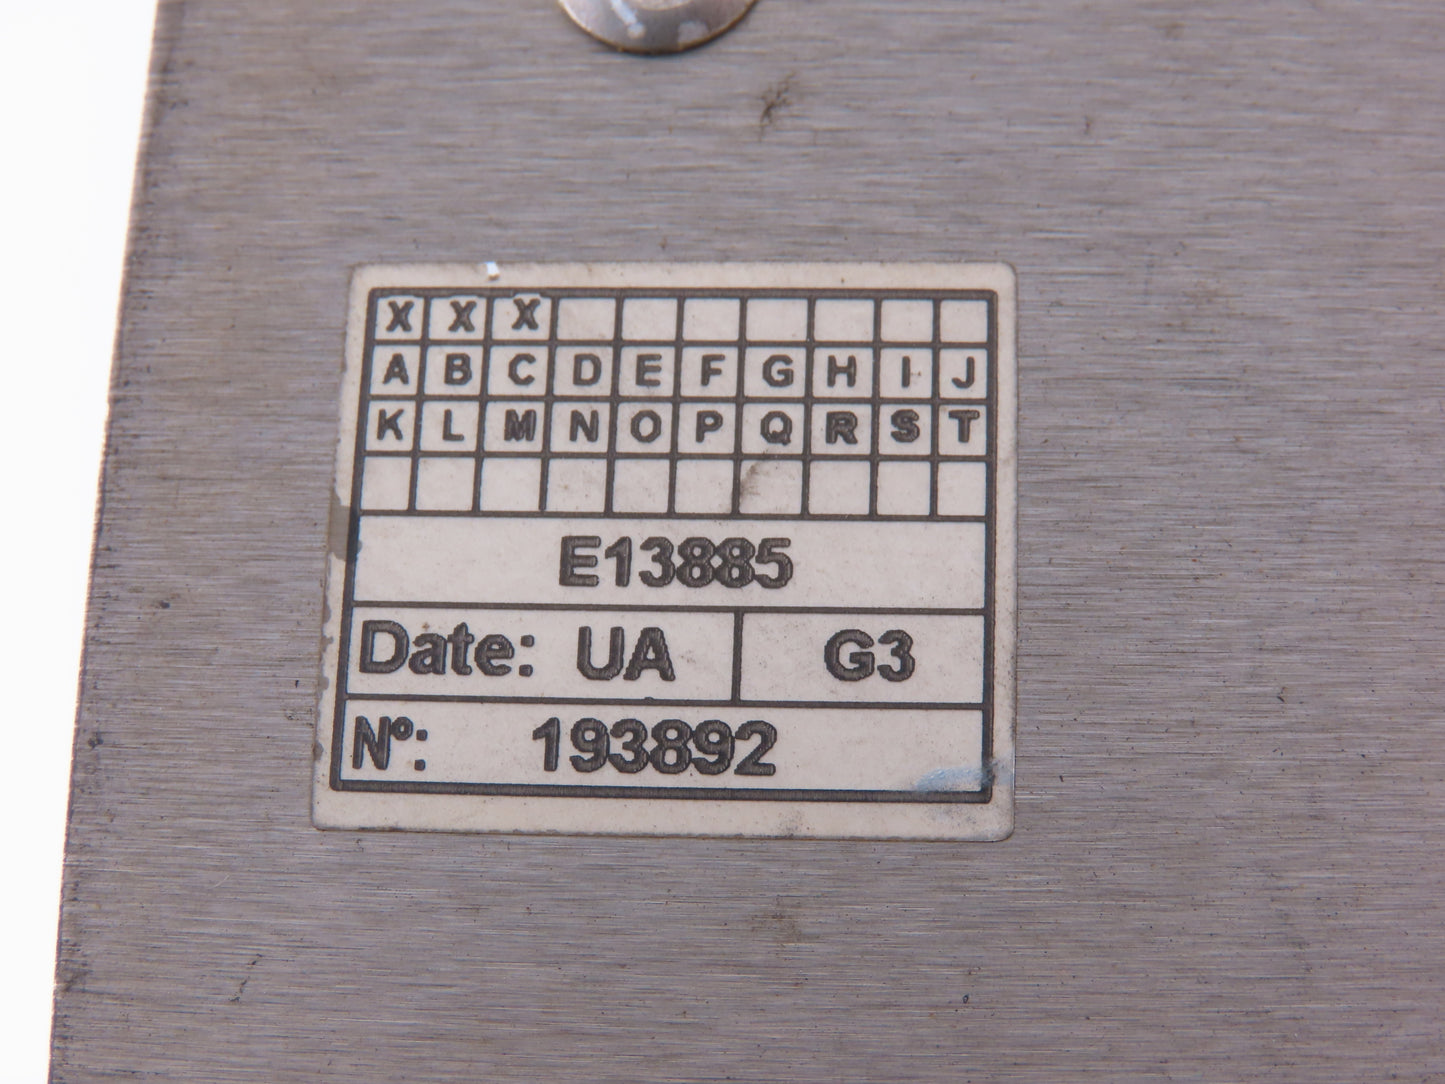 X X X
A B C D E F G H I J
K L M N O P Q R S T
E13885
Date: UA G3
Nº: 193892